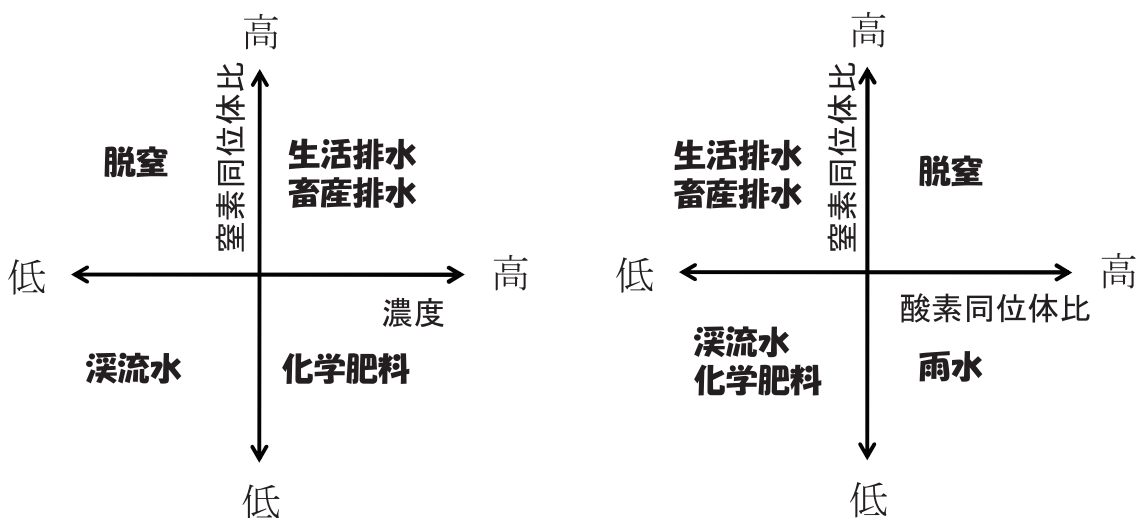 高
窒素同位体比
脱窒
生活排水
畜産排水
低
高
濃度
渓流水
化学肥料
低
高
窒素同位体比
生活排水
畜産排水
脱窒
低
高
酸素同位体比
渓流水
化学肥料
雨水
低